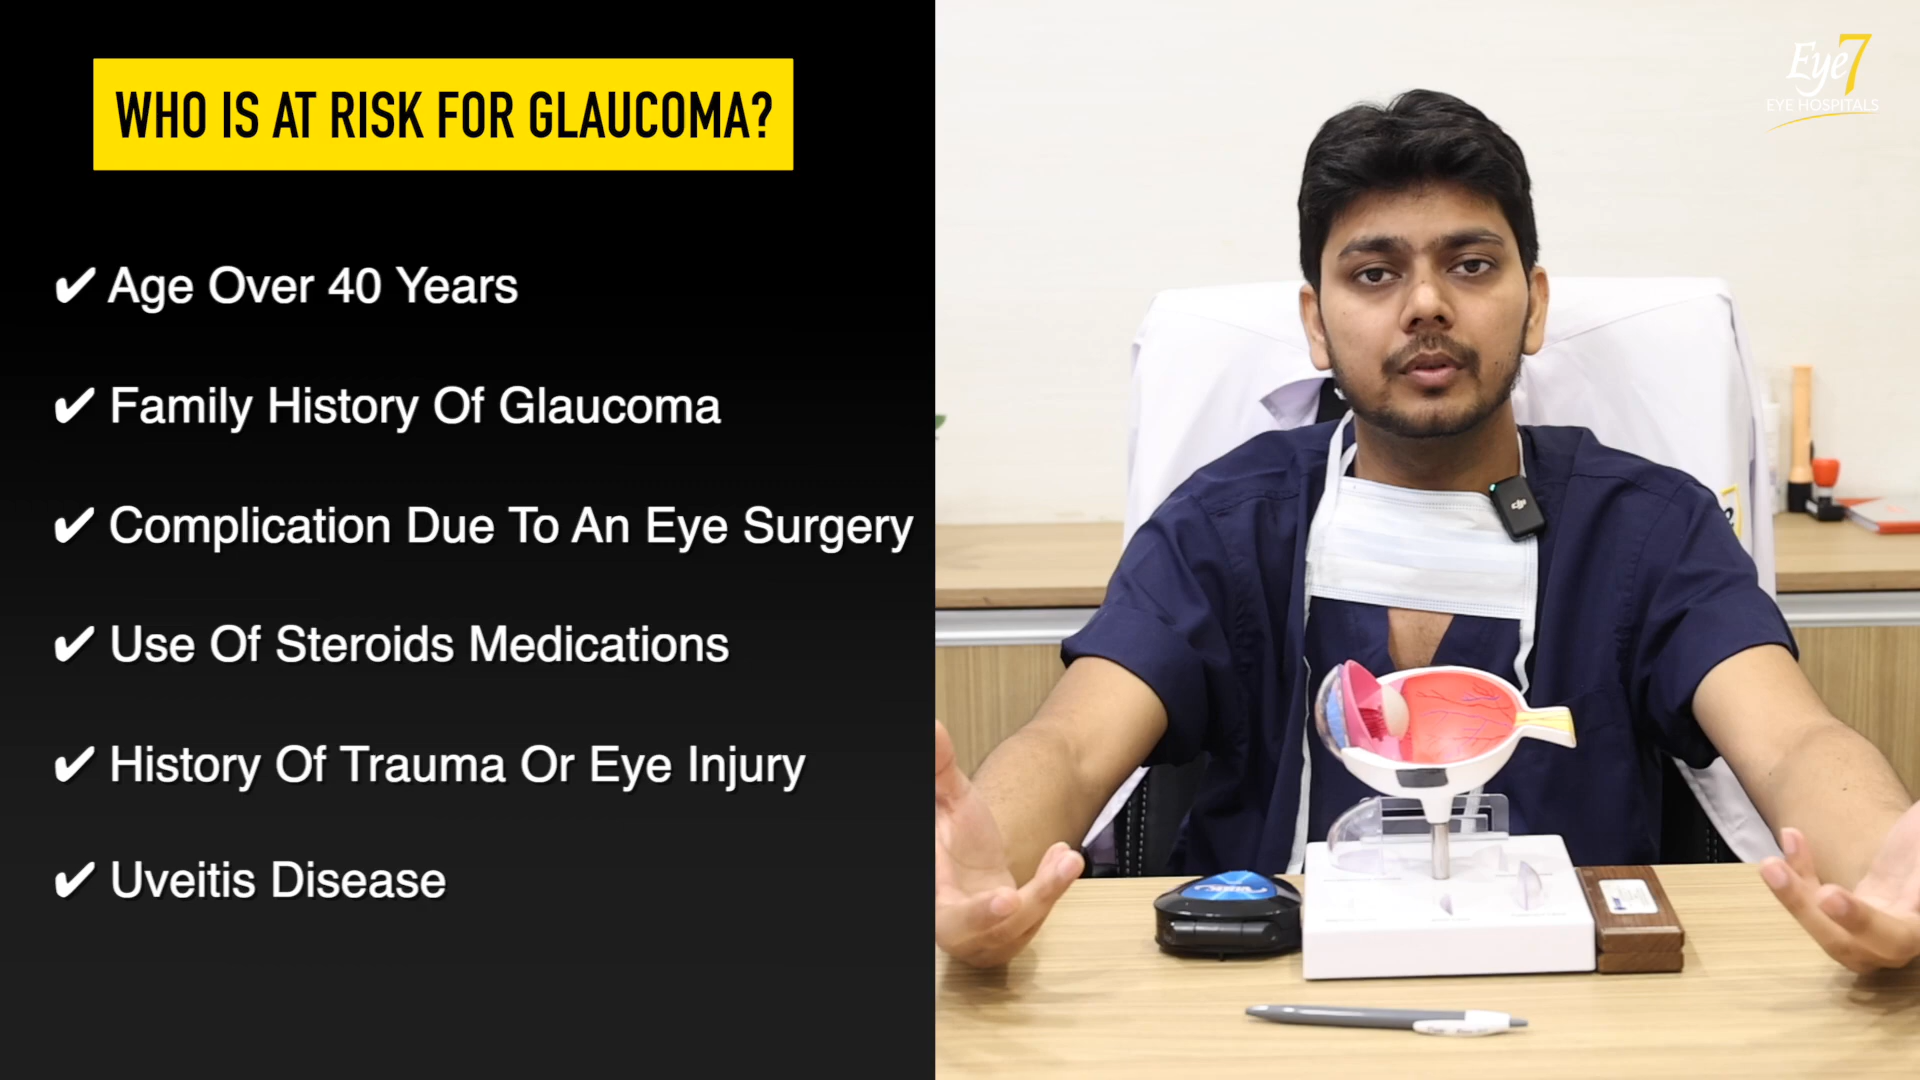 WHO IS AT RISK FOR GLAUCOMA?
✔ Age Over 40 Years
✔ Family History Of Glaucoma
✔ Complication Due To An Eye Surgery
✔ Use Of Steroids Medications
✔ History Of Trauma Or Eye Injury
✔ Uveitis Disease
Eye7
EYE HOSPITALS
dji